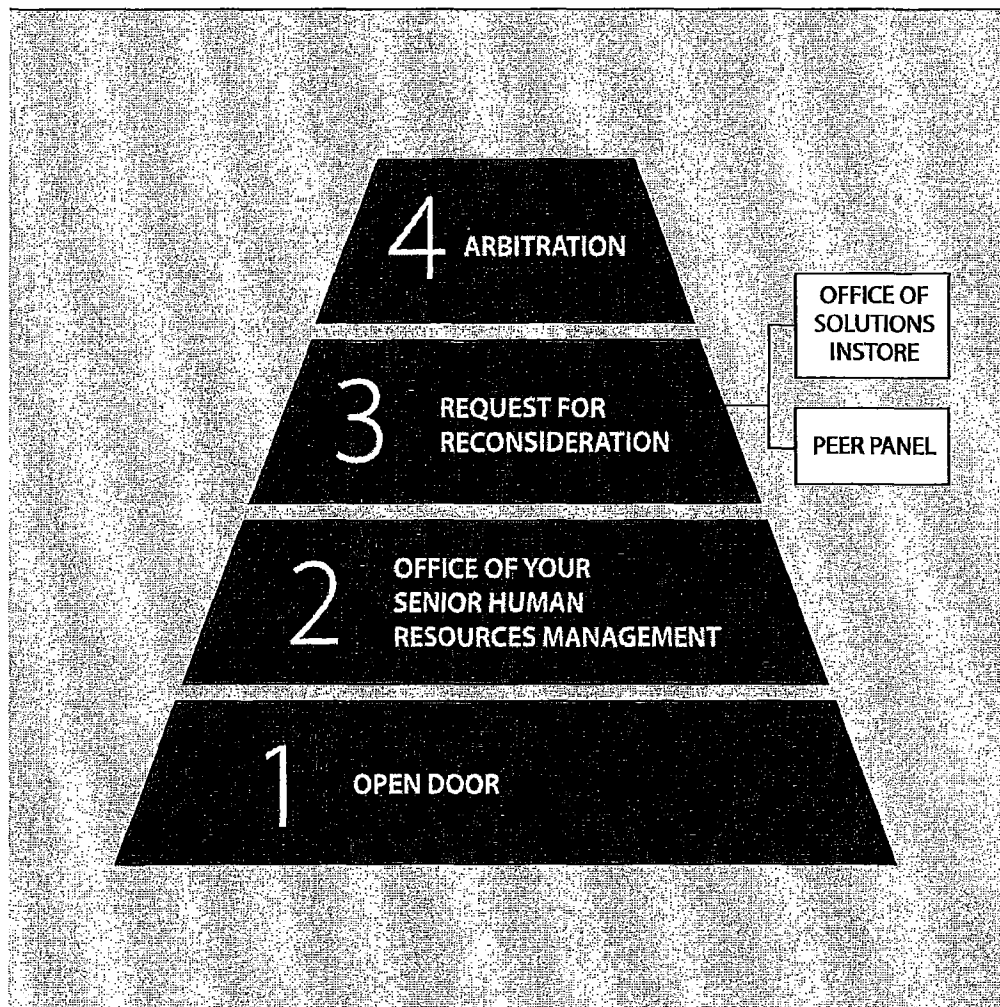 4 ARBITRATION
OFFICE OF
SOLUTIONS
INSTORE
3 REQUEST FOR
RECONSIDERATION
PEER PANEL
2 OFFICE OF YOUR
SENIOR HUMAN
RESOURCES MANAGEMENT
1 OPEN DOOR